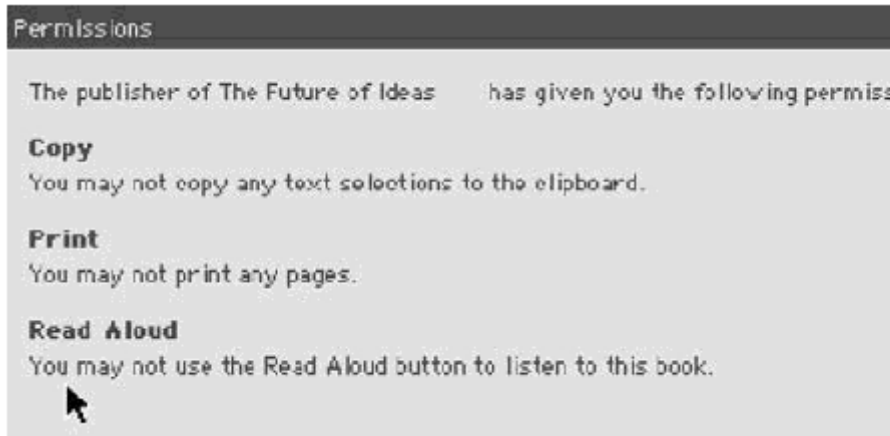 Permissions
The publisher of The Future of Ideas has given you the following permiss
Copy
You may not copy any text selections to the clipboard.
Print
You may not print any pages.
Read Aloud
You may not use the Read Aloud button to listen to this book.